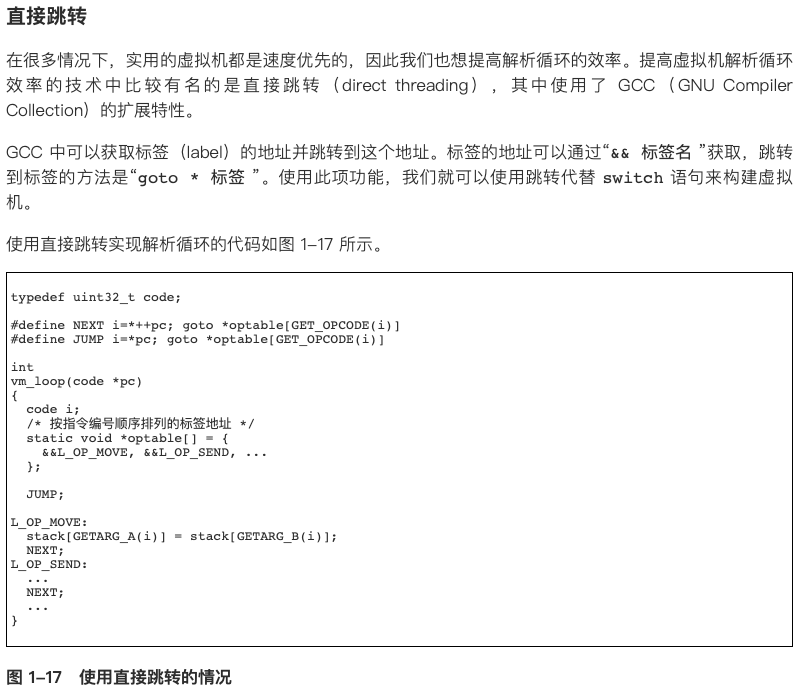 直接跳转
在很多情况下，实用的虚拟机都是速度优先的，因此我们也想提高解析循环的效率。提高虚拟机解析循环
效率的技术中比较有名的是直接跳转（direct threading），其中使用了 GCC（GNU Compiler
Collection）的扩展特性。
GCC 中可以获取标签（label）的地址并跳转到这个地址。标签的地址可以通过“&& 标签名 ”获取，跳转
到标签的方法是“goto * 标签 ”。使用此项功能，我们就可以使用跳转代替 switch 语句来构建虚拟
机。
使用直接跳转实现解析循环的代码如图 1–17 所示。
typedef uint32_t code;
#define NEXT i=*++pc; goto *optable[GET_OPCODE(i)]
#define JUMP i=*pc; goto *optable[GET_OPCODE(i)]
int
vm_loop(code *pc)
{
  code i;
  /* 按指令编号顺序排列的标签地址 */
  static void *optable[] = {
    &&L_OP_MOVE, &&L_OP_SEND, ...
  };
  JUMP;
L_OP_MOVE:
  stack[GETARG_A(i)] = stack[GETARG_B(i)];
  NEXT;
L_OP_SEND:
  ...
  NEXT;
  ...
}
图 1–17　使用直接跳转的情况